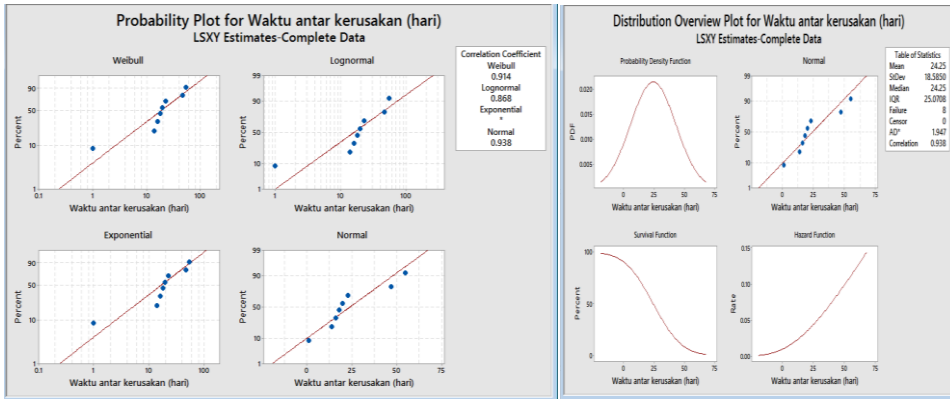 Probability Plot for Waktu antar kerusakan (hari)
LSXY Estimates-Complete Data
Weibull
Percent
90
50
10
1
0.1
1
10
100
Waktu antar kerusakan (hari)
Lognormal
Percent
99
90
50
10
1
1
10
100
Waktu antar kerusakan (hari)
Correlation Coefficient
Weibull
0.914
Lognormal
0.868
Exponential
*
Normal
0.938
Exponential
Percent
90
50
10
1
0.1
1
10
100
Waktu antar kerusakan (hari)
Normal
Percent
99
90
50
10
1
0
25
50
75
Waktu antar kerusakan (hari)
Distribution Overview Plot for Waktu antar kerusakan (hari)
LSXY Estimates-Complete Data
Probability Density Function
PDF
0.020
0.015
0.010
0.005
0
25
50
75
Waktu antar kerusakan (hari)
Normal
Percent
99
90
50
10
1
0
25
50
75
Waktu antar kerusakan (hari)
Table of Statistics
Mean 24.25
StDev 18.5850
Median 24.25
IQR 25.0708
Failure 8
Censor 0
AD* 1.947
Correlation 0.938
Survival Function
Percent
100
50
0
0
25
50
75
Waktu antar kerusakan (hari)
Hazard Function
Rate
0.15
0.10
0.05
0.00
0
25
50
75
Waktu antar kerusakan (hari)